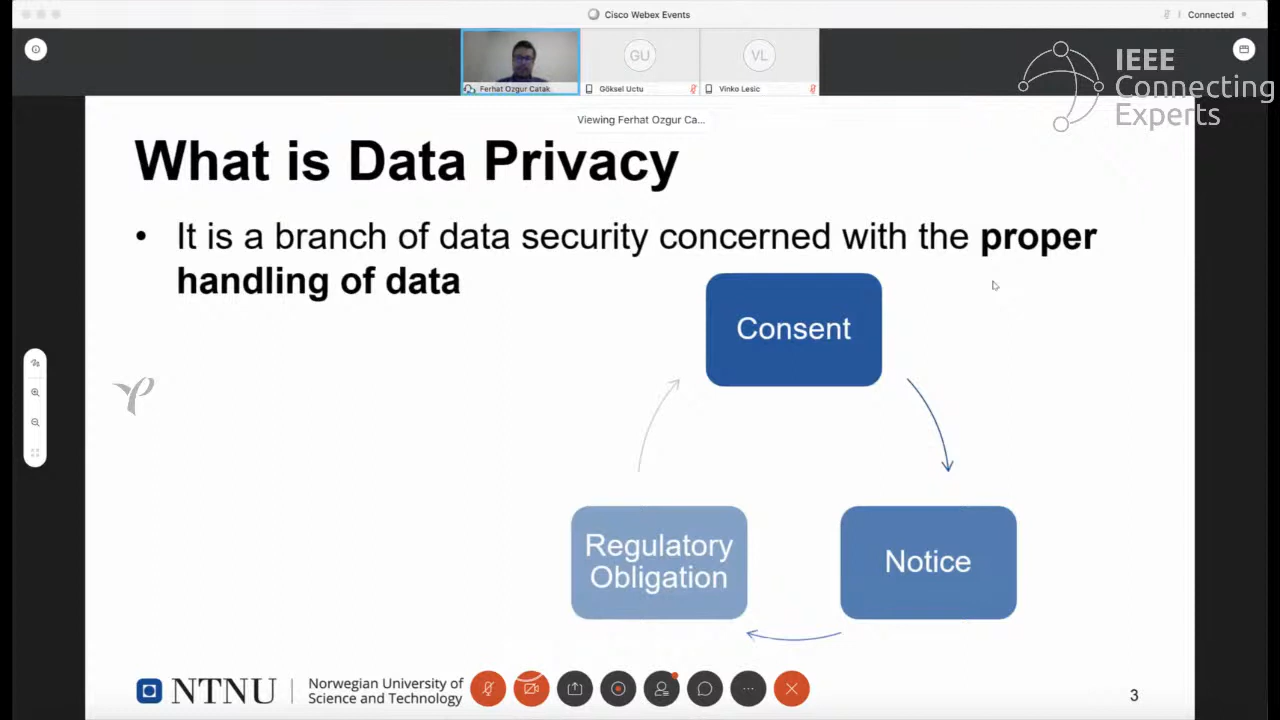 Cisco Webex Events
Connected
GU
VL
Ferhat Ozgur Catak
Göksel Uctu
Vinko Lesic
IEEE
Connecting
Experts
Viewing Ferhat Ozgur Ca...
What is Data Privacy
• It is a branch of data security concerned with the proper
handling of data
Consent
Regulatory
Obligation
Notice
NTNU
Norwegian University of
Science and Technology
3